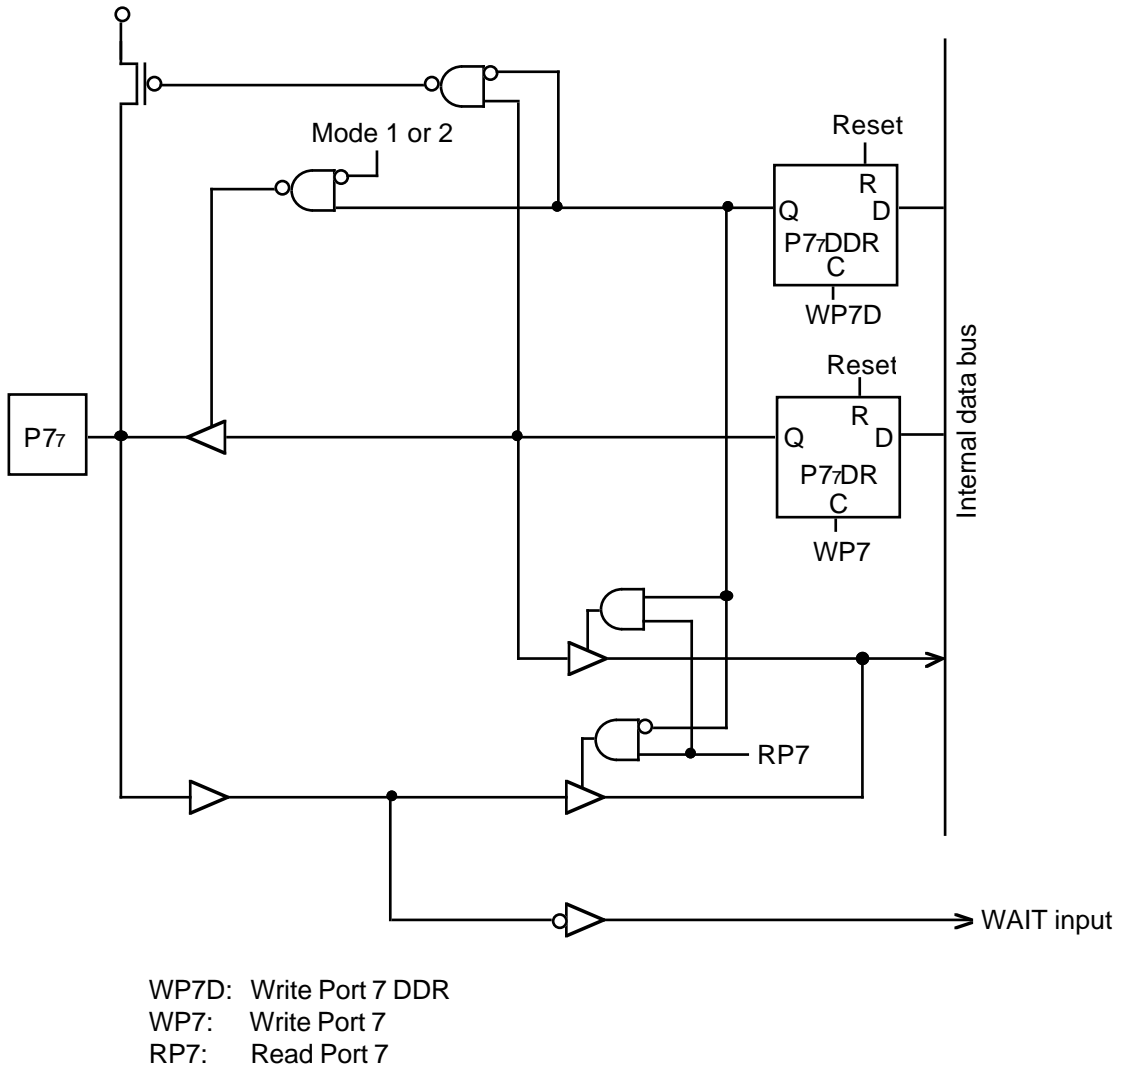 Mode 1 or 2
Reset
R
Q
D
P77DDR
C
WP7D
Reset
R
Q
D
P77DR
C
WP7
P77
Internal data bus
RP7
WAIT input
WP7D: Write Port 7 DDR
WP7: Write Port 7
RP7: Read Port 7